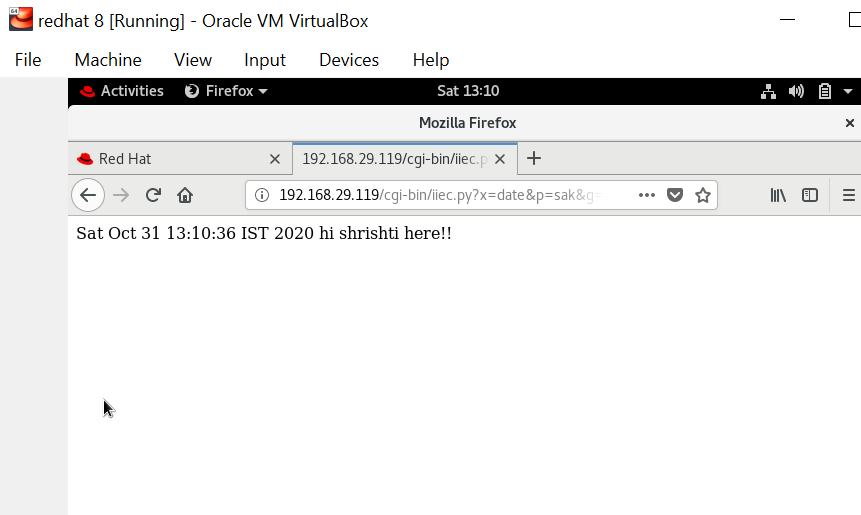 redhat 8 [Running] - Oracle VM VirtualBox
File Machine View Input Devices Help
Activities Firefox Sat 13:10
Mozilla Firefox
Red Hat 192.168.29.119/cgi-bin/iiec.p
192.168.29.119/cgi-bin/iiec.py?x=date&p=sak&g=
Sat Oct 31 13:10:36 IST 2020 hi shrishti here!!